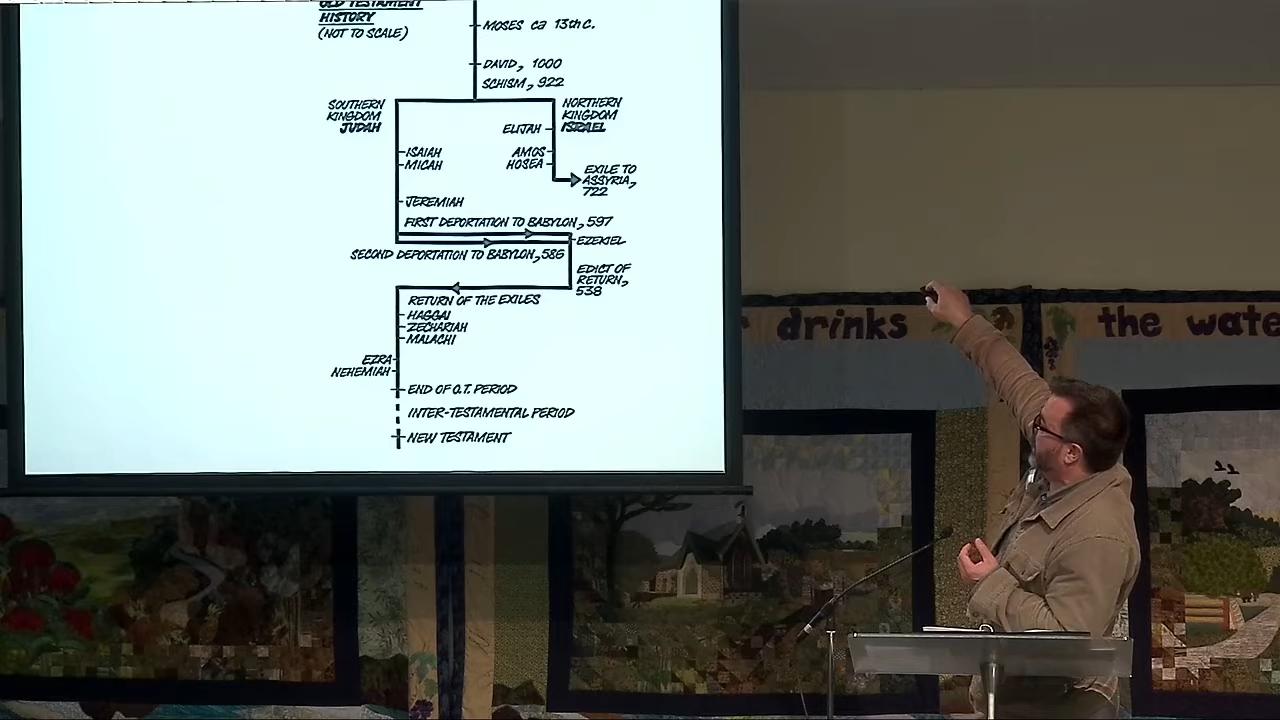 OLD TESTAMENT
HISTORY
(NOT TO SCALE)
MOSES ca 13th C.
DAVID, 1000
SCHISM, 922
SOUTHERN
KINGDOM
JUDAH
NORTHERN
KINGDOM
ISRAEL
ELIJAH
ISAIAH
MICAH
AMOS
HOSEA
EXILE TO
ASSYRIA,
722
JEREMIAH
FIRST DEPORTATION TO BABYLON, 597
EZEKIEL
SECOND DEPORTATION TO BABYLON, 586
EDICT OF
RETURN,
538
RETURN OF THE EXILES
HAGGAI
ZECHARIAH
MALACHI
EZRA
NEHEMIAH
END OF O.T. PERIOD
INTER-TESTAMENTAL PERIOD
NEW TESTAMENT
drinks the wate